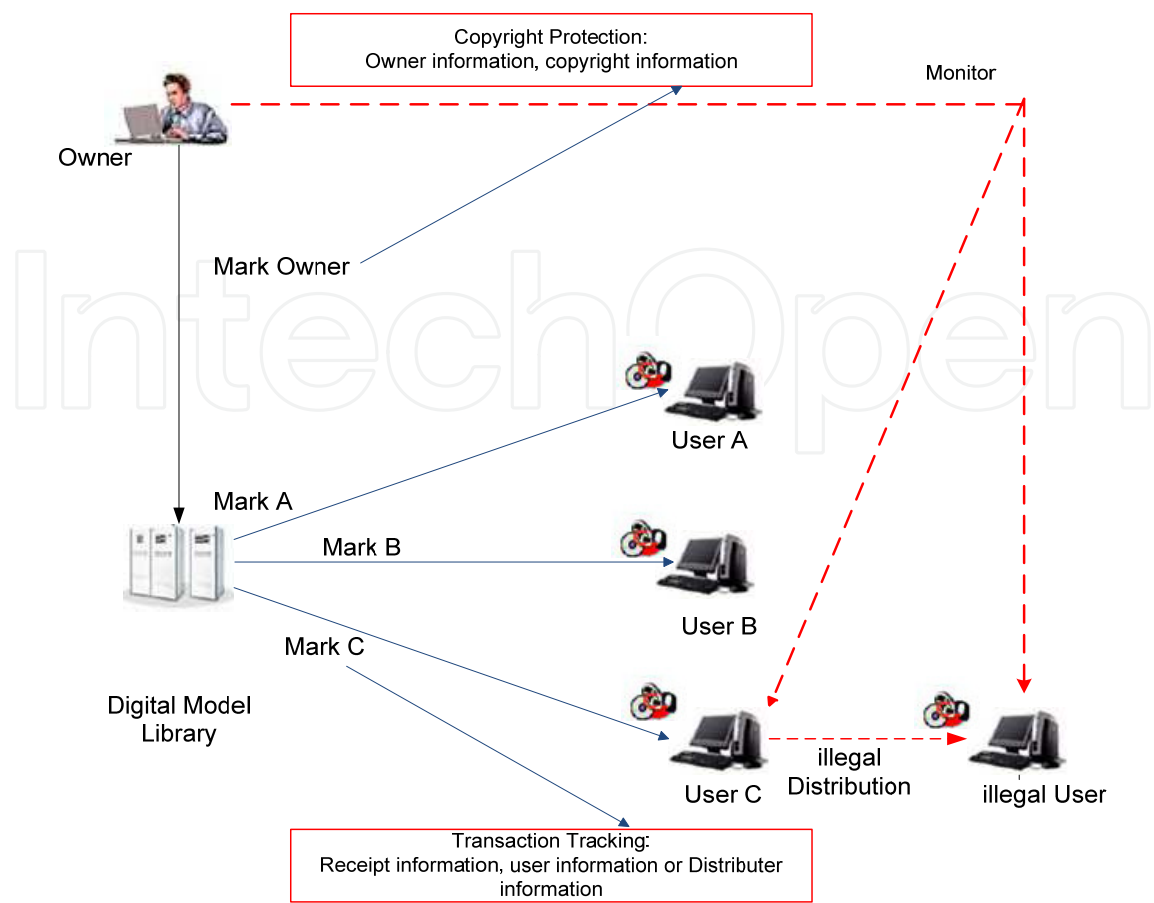 Copyright Protection:
Owner information, copyright information
Monitor
Owner
Mark Owner
IntechOpen
User A
Mark A
Mark B
User B
Mark C
Digital Model
Library
User C
illegal
Distribution
illegal User
Transaction Tracking:
Receipt information, user information or Distributer
information